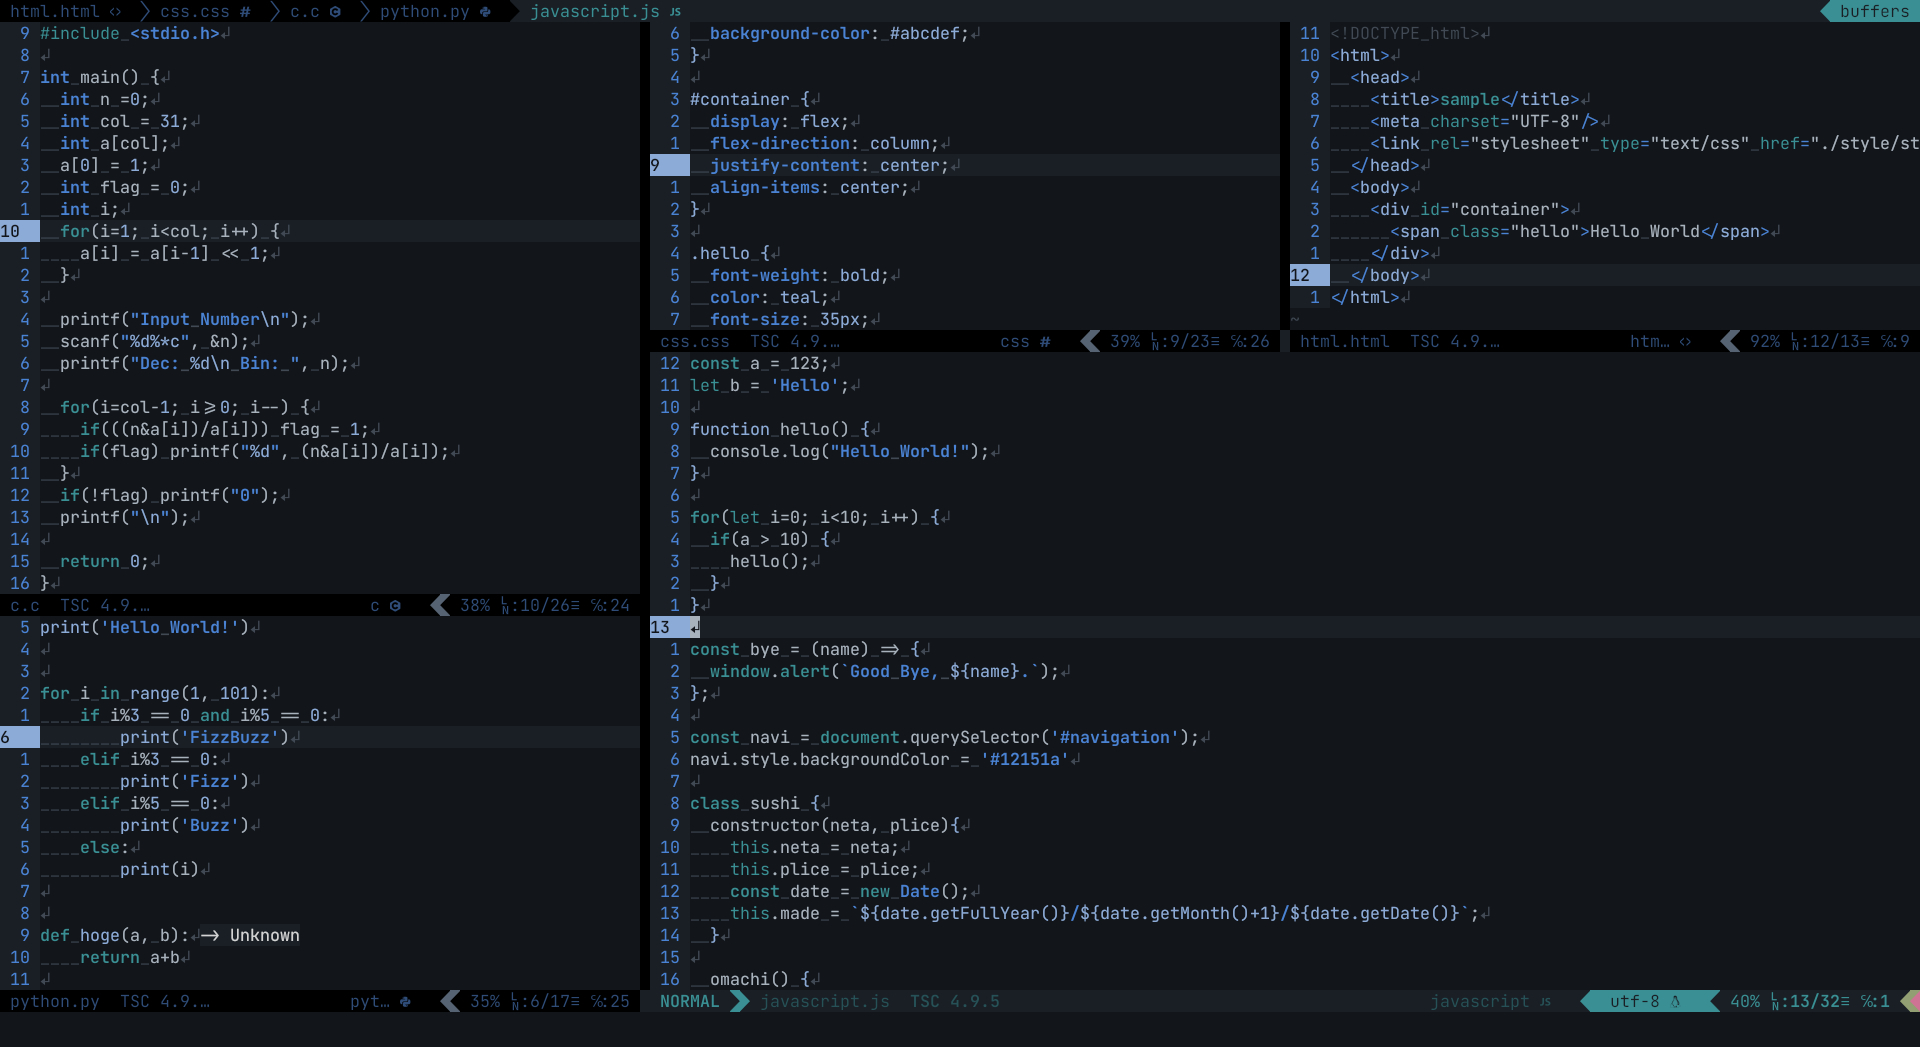 html.html <> css.css # c.c python.py javascript.js JS buffers
9 #include <stdio.h>
8
7 int main() {
6   int n =0;
5   int col = 31;
4   int a[col];
3   a[0] = 1;
2   int flag = 0;
1   int i;
10   for(i=1; i<col; i++) {
1     a[i] = a[i-1] << 1;
2   }
3
4   printf("Input Number\n");
5   scanf("%d%*c", &n);
6   printf("Dec: %d\n Bin: ", n);
7
8   for(i=col-1; i>=0; i--) {
9     if(((n&a[i])/a[i])) flag = 1;
10     if(flag) printf("%d", (n&a[i])/a[i]);
11   }
12   if(!flag) printf("0");
13   printf("\n");
14
15   return 0;
16 }
c.c TSC 4.9.… c 38% LN:10/26≡ ℅:24
5 print('Hello World!')
4
3
2 for i in range(1, 101):
1     if i%3 == 0 and i%5 == 0:
6         print('FizzBuzz')
1     elif i%3 == 0:
2         print('Fizz')
3     elif i%5 == 0:
4         print('Buzz')
5     else:
6         print(i)
7
8
9 def hoge(a, b): -> Unknown
10     return a+b
11
python.py TSC 4.9.… pyt… 35% LN:6/17≡ ℅:25
6   background-color: #abcdef;
5 }
4
3 #container {
2   display: flex;
1   flex-direction: column;
9   justify-content: center;
1   align-items: center;
2 }
3
4 .hello {
5   font-weight: bold;
6   color: teal;
7   font-size: 35px;
css.css TSC 4.9.… css # 39% LN:9/23≡ ℅:26
11 <!DOCTYPE html>
10 <html>
9   <head>
8     <title>sample</title>
7     <meta charset="UTF-8"/>
6     <link rel="stylesheet" type="text/css" href="./style/st
5   </head>
4   <body>
3     <div id="container">
2       <span class="hello">Hello World</span>
1     </div>
12   </body>
1 </html>
~
html.html TSC 4.9.… htm… <> 92% LN:12/13≡ ℅:9
12 const a = 123;
11 let b = 'Hello';
10
9 function hello() {
8   console.log("Hello World!");
7 }
6
5 for(let i=0; i<10; i++) {
4   if(a > 10) {
3     hello();
2   }
1 }
13
1 const bye = (name) => {
2   window.alert(`Good Bye, ${name}.`);
3 };
4
5 const navi = document.querySelector('#navigation');
6 navi.style.backgroundColor = '#12151a'
7
8 class sushi {
9   constructor(neta, plice){
10     this.neta = neta;
11     this.plice = plice;
12     const date = new Date();
13     this.made = `${date.getFullYear()}/${date.getMonth()+1}/${date.getDate()}`;
14   }
15
16   omachi() {
NORMAL javascript.js TSC 4.9.5 javascript JS utf-8 40% LN:13/32≡ ℅:1